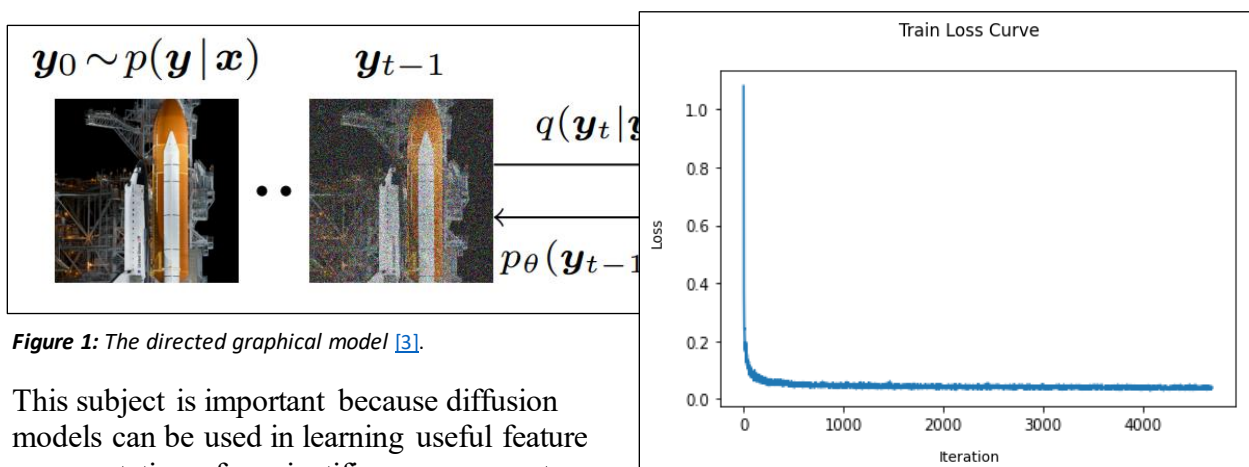 y₀ ∼ p(y | x)
yₜ₋₁
q(yₜ|
pθ(yₜ₋₁
Figure 1: The directed graphical model [3].
This subject is important because diffusion
models can be used in learning useful feature
Train Loss Curve
Loss
1.0
0.8
0.6
0.4
0.2
0.0
0
1000
2000
3000
4000
Iteration